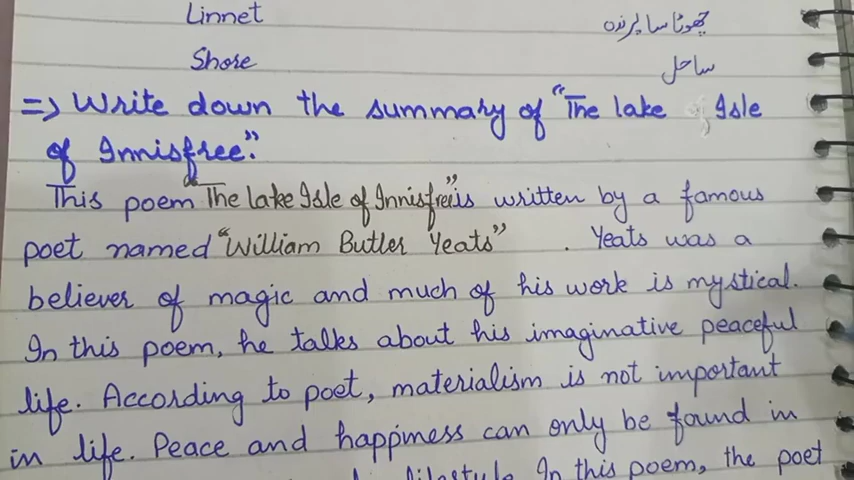 Linnet چھوٹا سا پرندہ
Shore ساحل
=> Write down the summary of "The lake Isle
of Innisfree".
This poem "The lake Isle of Innisfree" is written by a famous
poet named "William Butler Yeats" . Yeats was a
believer of magic and much of his work is mystical.
In this poem, he talks about his imaginative peaceful
life. According to poet, materialism is not important
in life. Peace and happiness can only be found in
lifestyle. In this poem, the poet